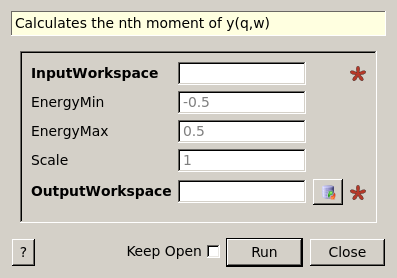 Calculates the nth moment of y(q,w)
InputWorkspace
EnergyMin -0.5
EnergyMax 0.5
Scale 1
OutputWorkspace
? Keep Open Run Close